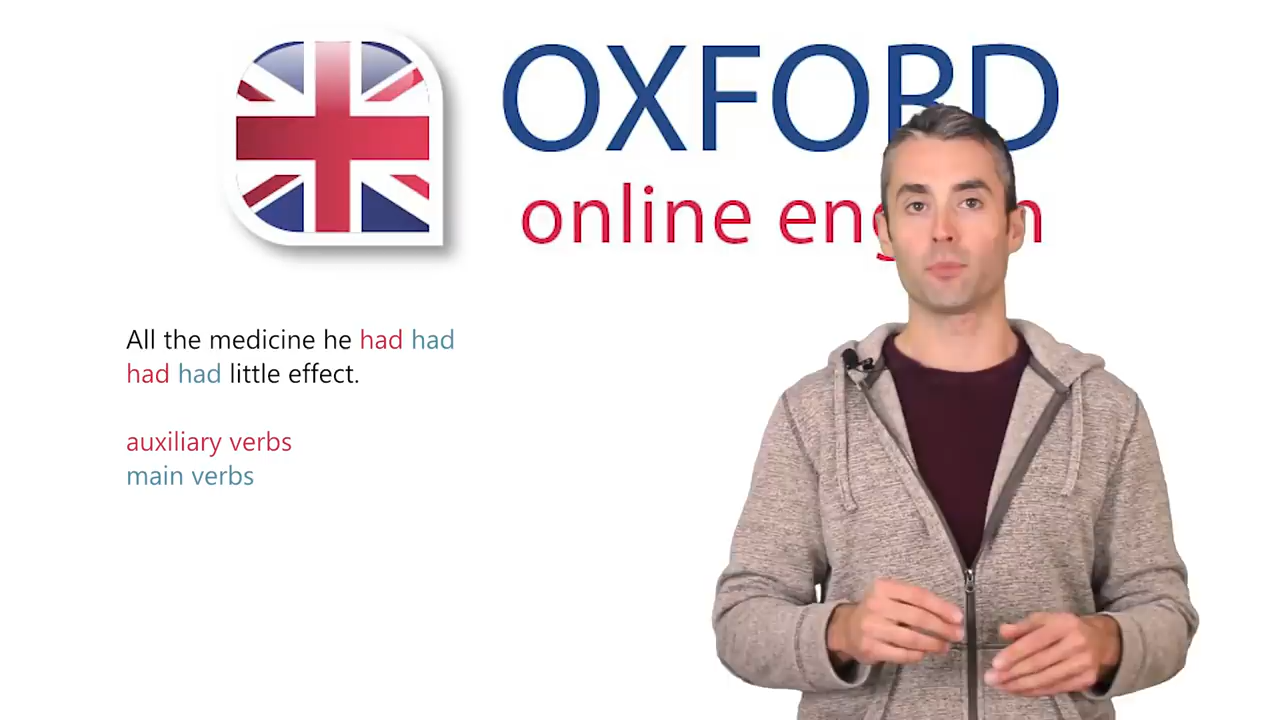 OXFORD
online
All the medicine he had had
had had little effect.
auxiliary verbs
main verbs